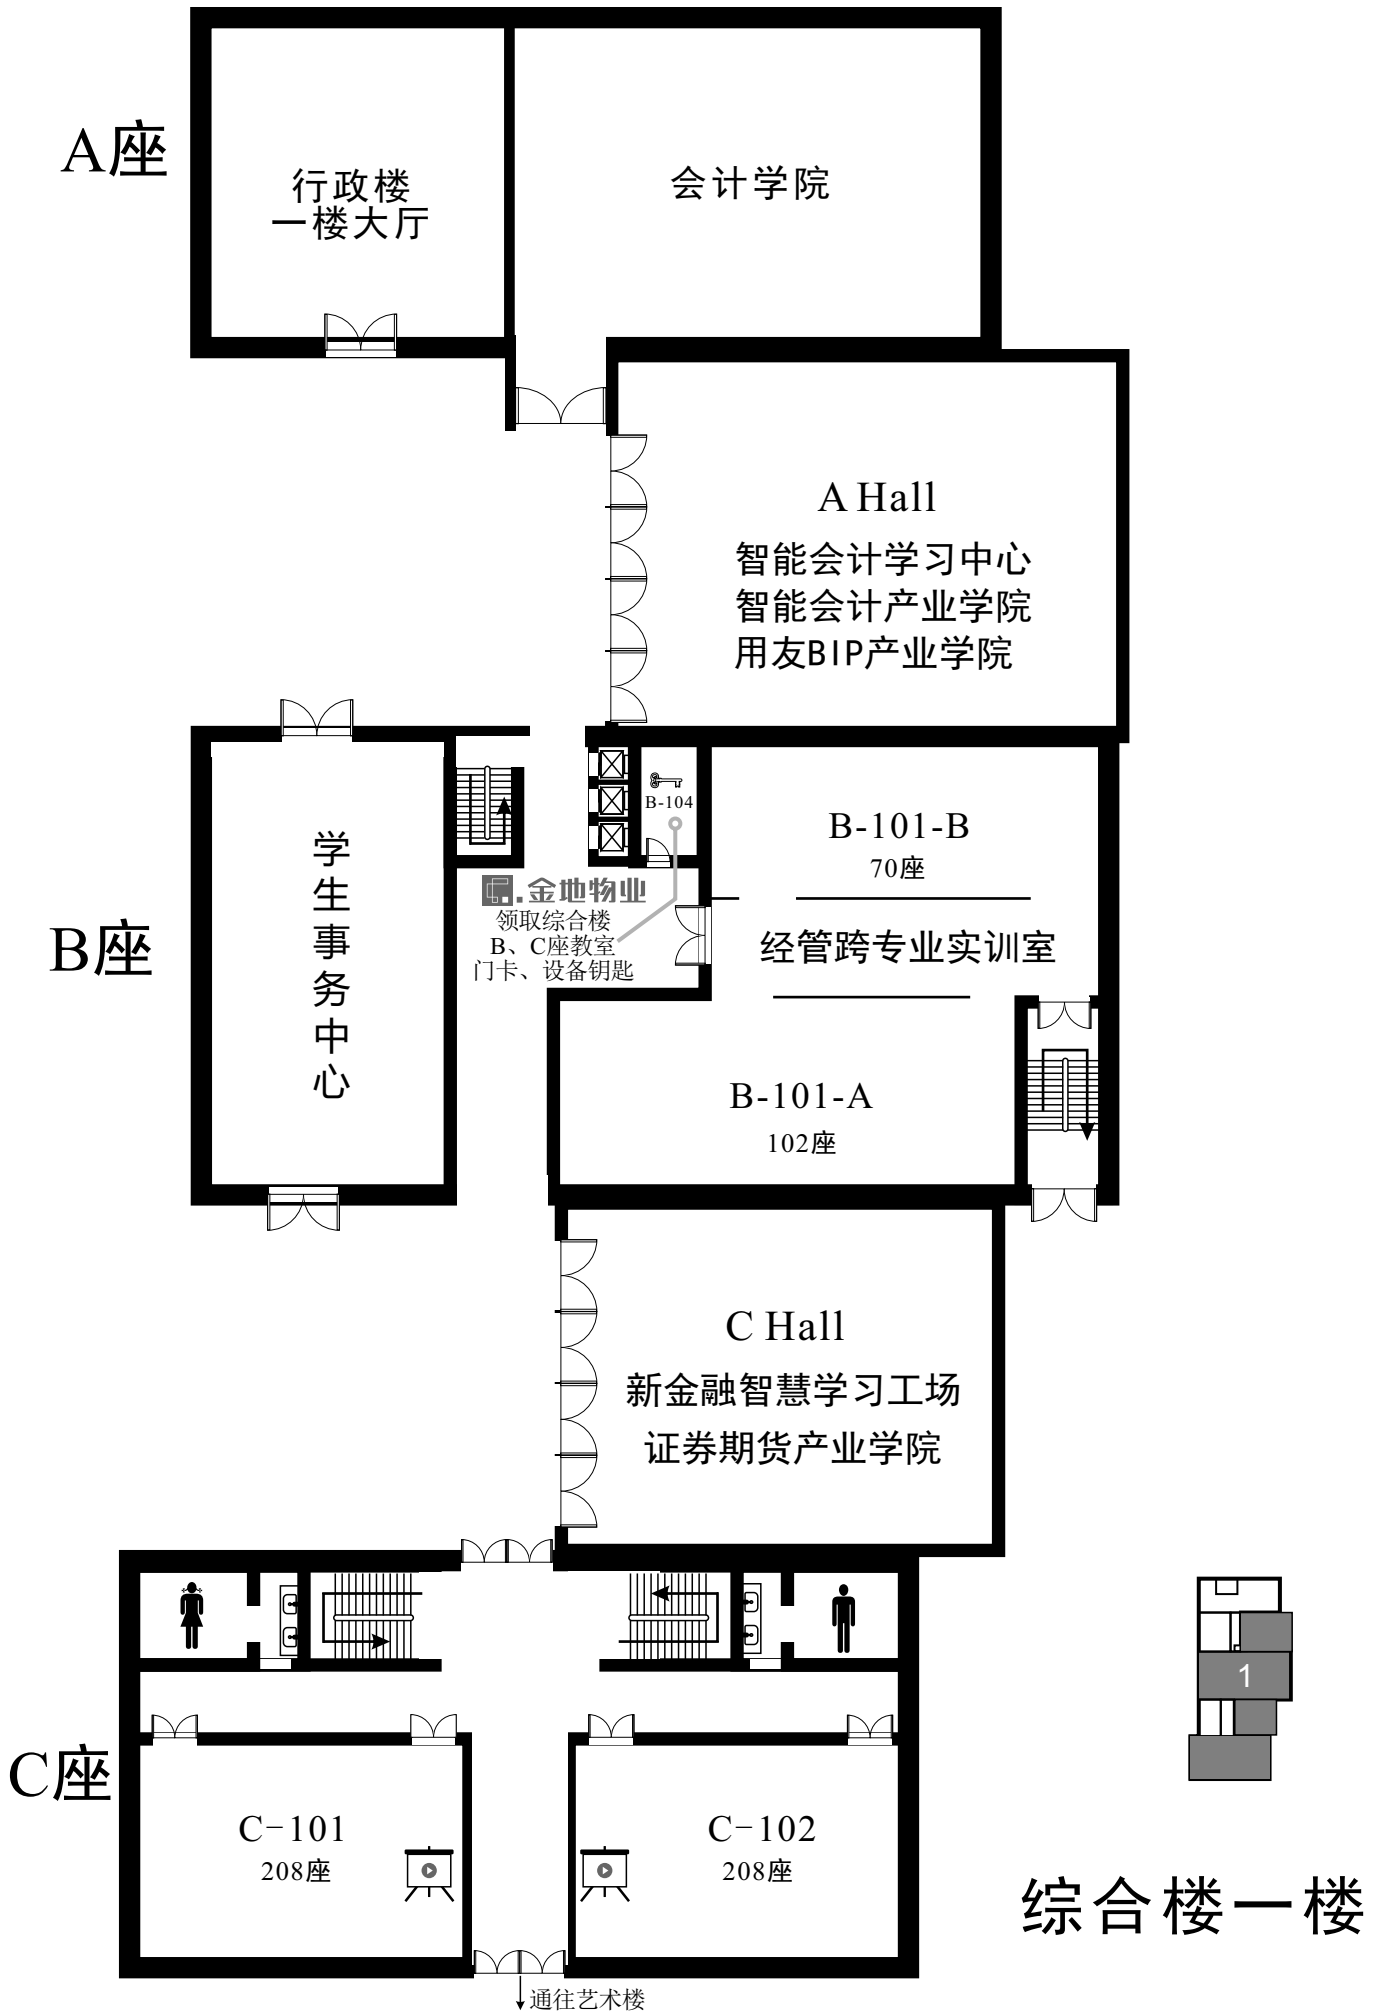 A座
行政楼
一楼大厅
会计学院
A Hall
智能会计学习中心
智能会计产业学院
用友BIP产业学院
B座
学生事务中心
B-104
金地物业
领取综合楼
B、C座教室
门卡、设备钥匙
B-101-B
70座
经管跨专业实训室
B-101-A
102座
C Hall
新金融智慧学习工场
证券期货产业学院
C座
C-101
208座
C-102
208座
1
综合楼一楼
通往艺术楼